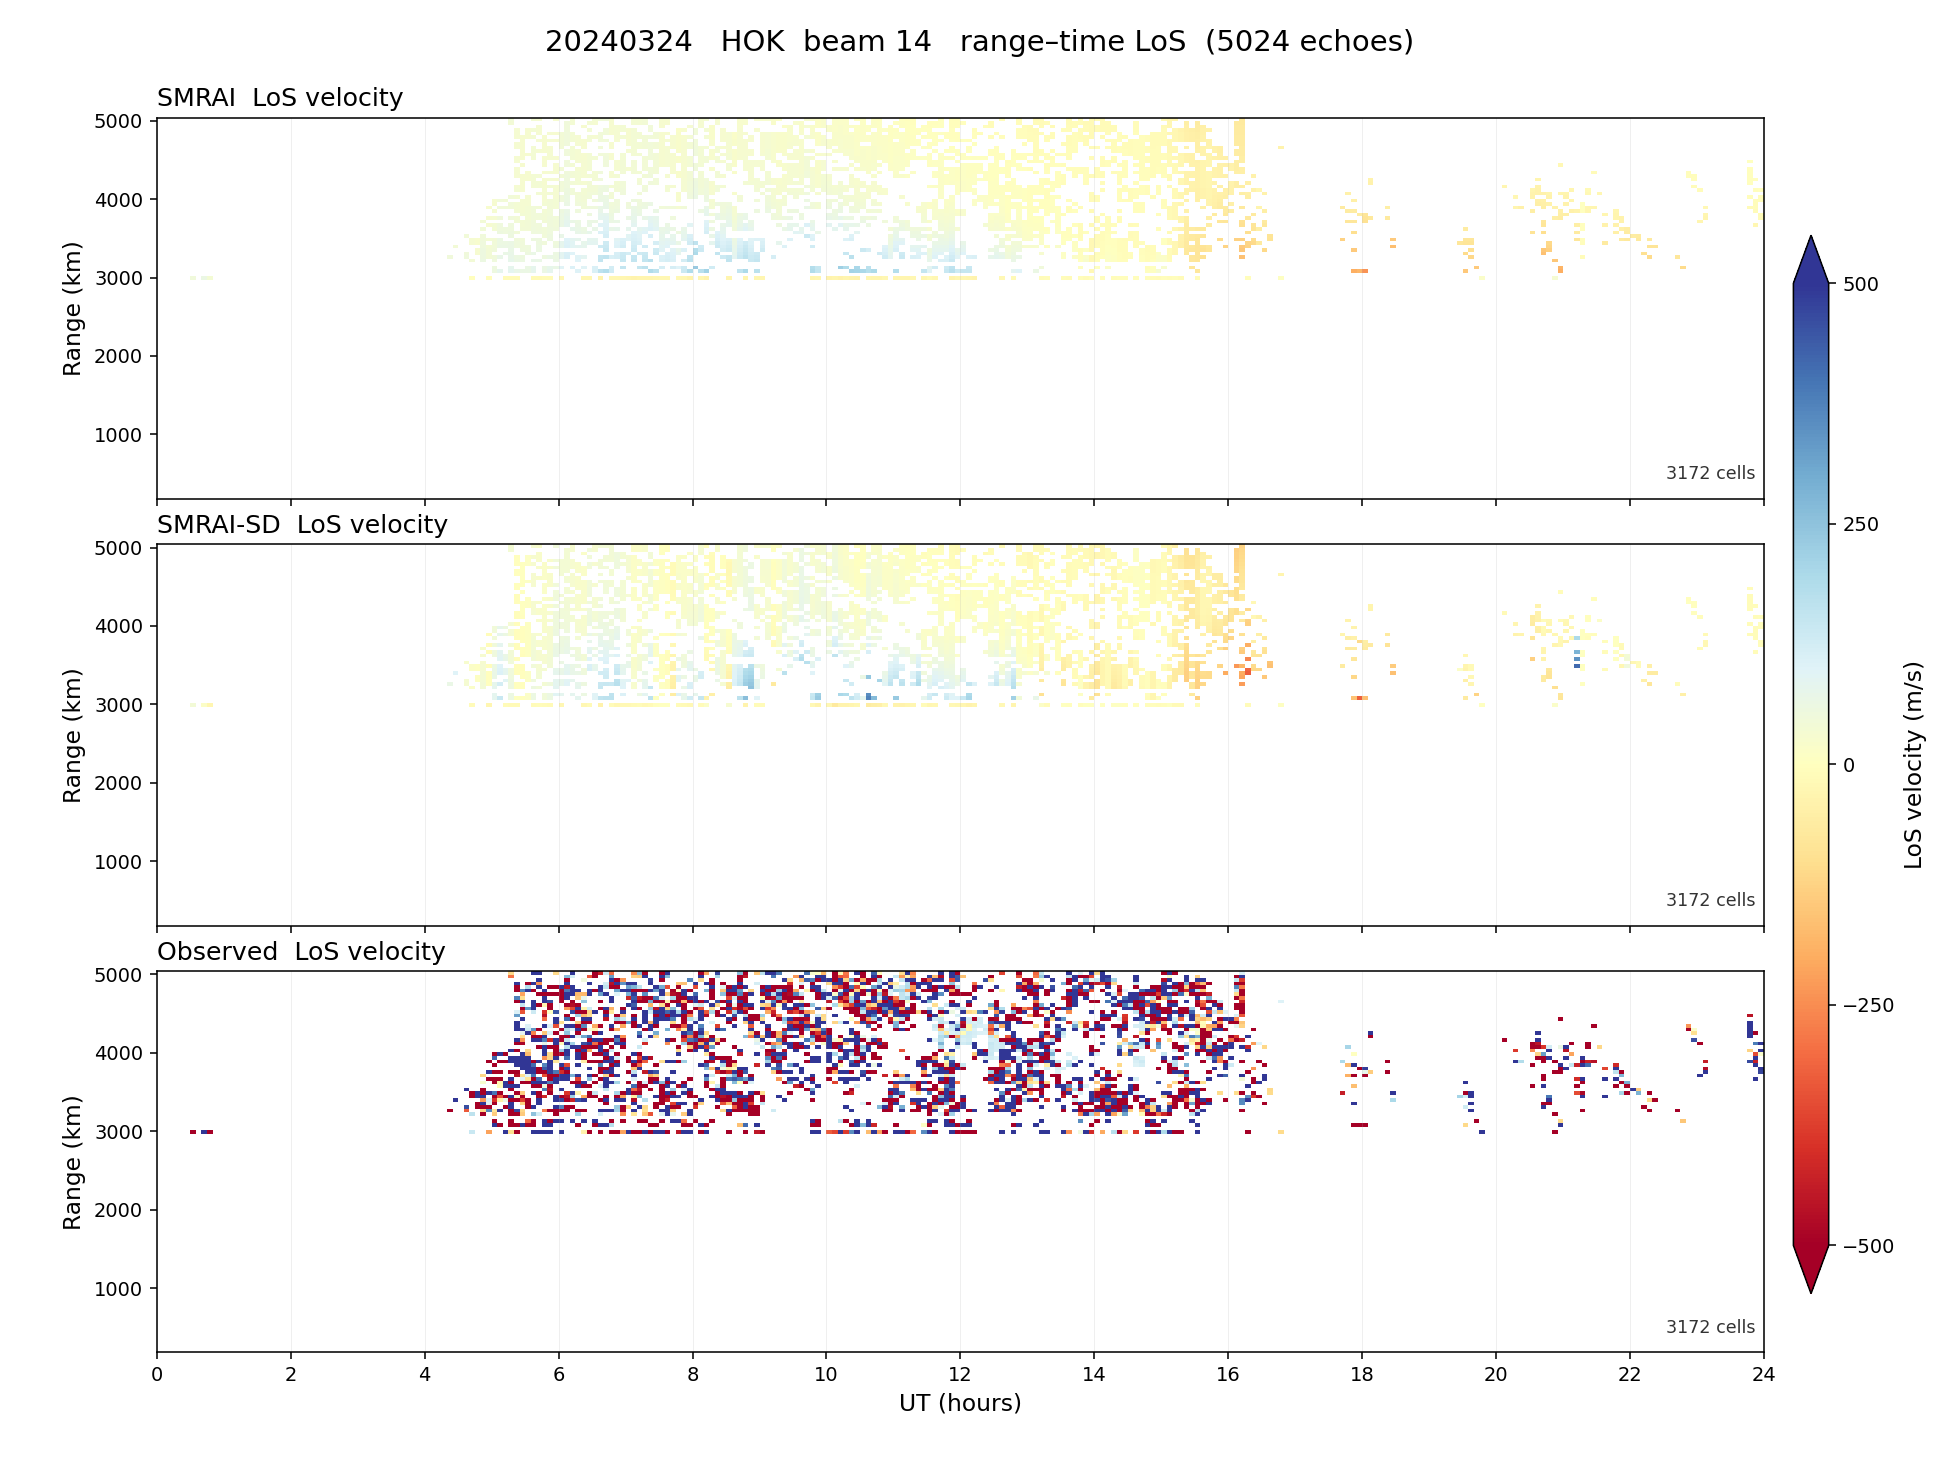 20240324 HOK beam 14 range–time LoS (5024 echoes)
SMRAI LoS velocity
5000
4000
3000
2000
1000
Range (km)
3172 cells
SMRAI-SD LoS velocity
5000
4000
3000
2000
1000
Range (km)
3172 cells
Observed LoS velocity
5000
4000
3000
2000
1000
Range (km)
3172 cells
0 2 4 6 8 10 12 14 16 18 20 22 24
UT (hours)
500
250
0
−250
−500
LoS velocity (m/s)